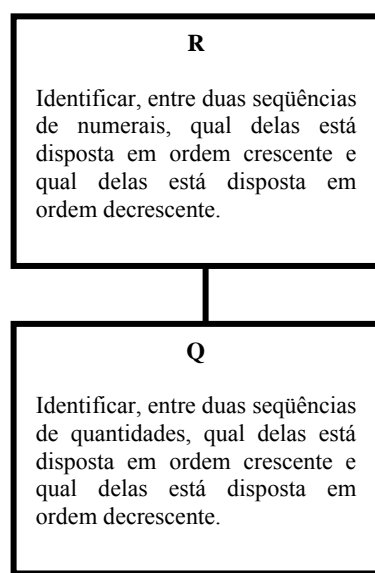 R
Identificar, entre duas seqüências
de numerais, qual delas está
disposta em ordem crescente e
qual delas está disposta em
ordem decrescente.
Q
Identificar, entre duas seqüências
de quantidades, qual delas está
disposta em ordem crescente e
qual delas está disposta em
ordem decrescente.